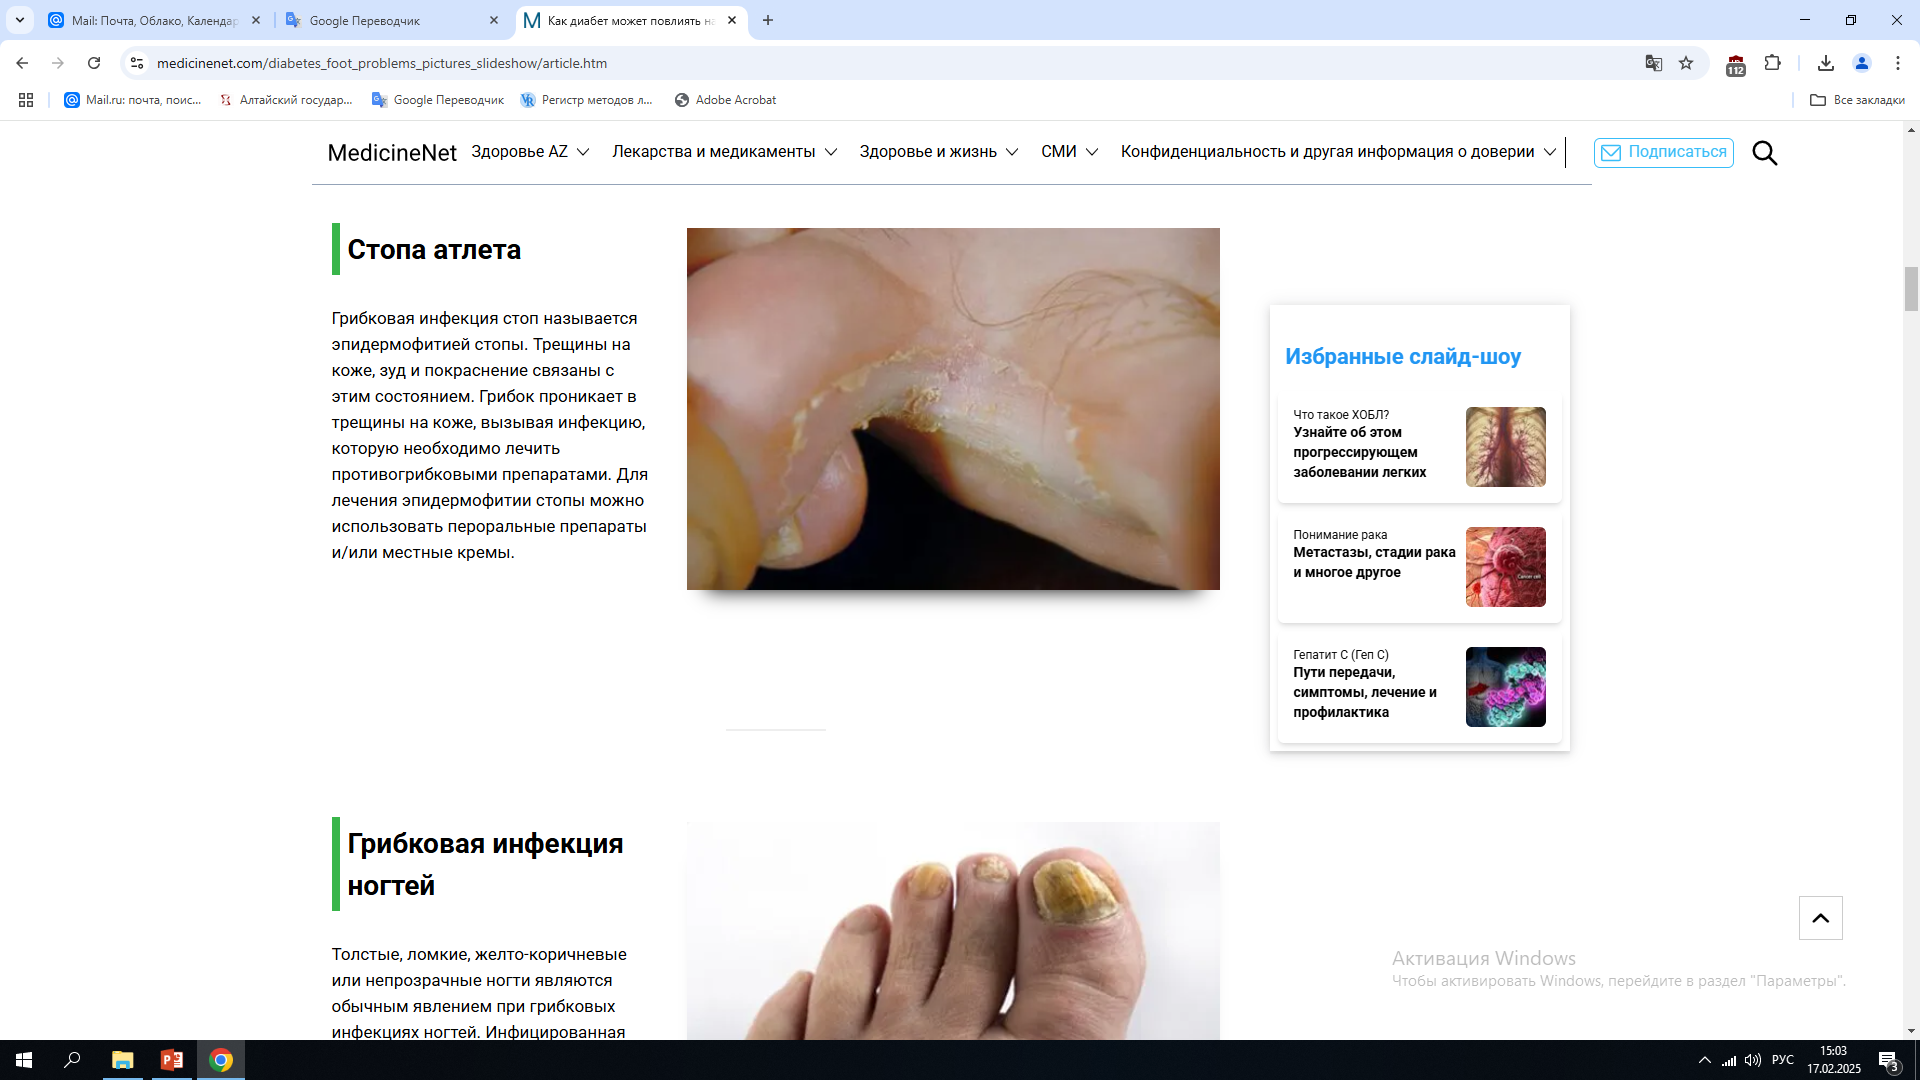 Mail: Почта, Облако, Календар
Google Переводчик
Как диабет может повлиять на
medicinenet.com/diabetes_foot_problems_pictures_slideshow/article.htm
112
Mail.ru: почта, поис...
Алтайский государ...
Google Переводчик
Регистр методов л...
Adobe Acrobat
Все закладки
MedicineNet
Здоровье AZ
Лекарства и медикаменты
Здоровье и жизнь
СМИ
Конфиденциальность и другая информация о доверии
Подписаться
Стопа атлета
Грибковая инфекция стоп называется
эпидермофитией стопы. Трещины на
коже, зуд и покраснение связаны с
этим состоянием. Грибок проникает в
трещины на коже, вызывая инфекцию,
которую необходимо лечить
противогрибковыми препаратами. Для
лечения эпидермофитии стопы можно
использовать пероральные препараты
и/или местные кремы.
Избранные слайд-шоу
Что такое ХОБЛ?
Узнайте об этом
прогрессирующем
заболевании легких
Понимание рака
Метастазы, стадии рака
и многое другое
Cancer cell
Гепатит С (Геп С)
Пути передачи,
симптомы, лечение и
профилактика
Грибковая инфекция
ногтей
Толстые, ломкие, желто-коричневые
или непрозрачные ногти являются
обычным явлением при грибковых
инфекциях ногтей. Инфицированная
Активация Windows
Чтобы активировать Windows, перейдите в раздел "Параметры".
РУС
15:03
17.02.2025
3